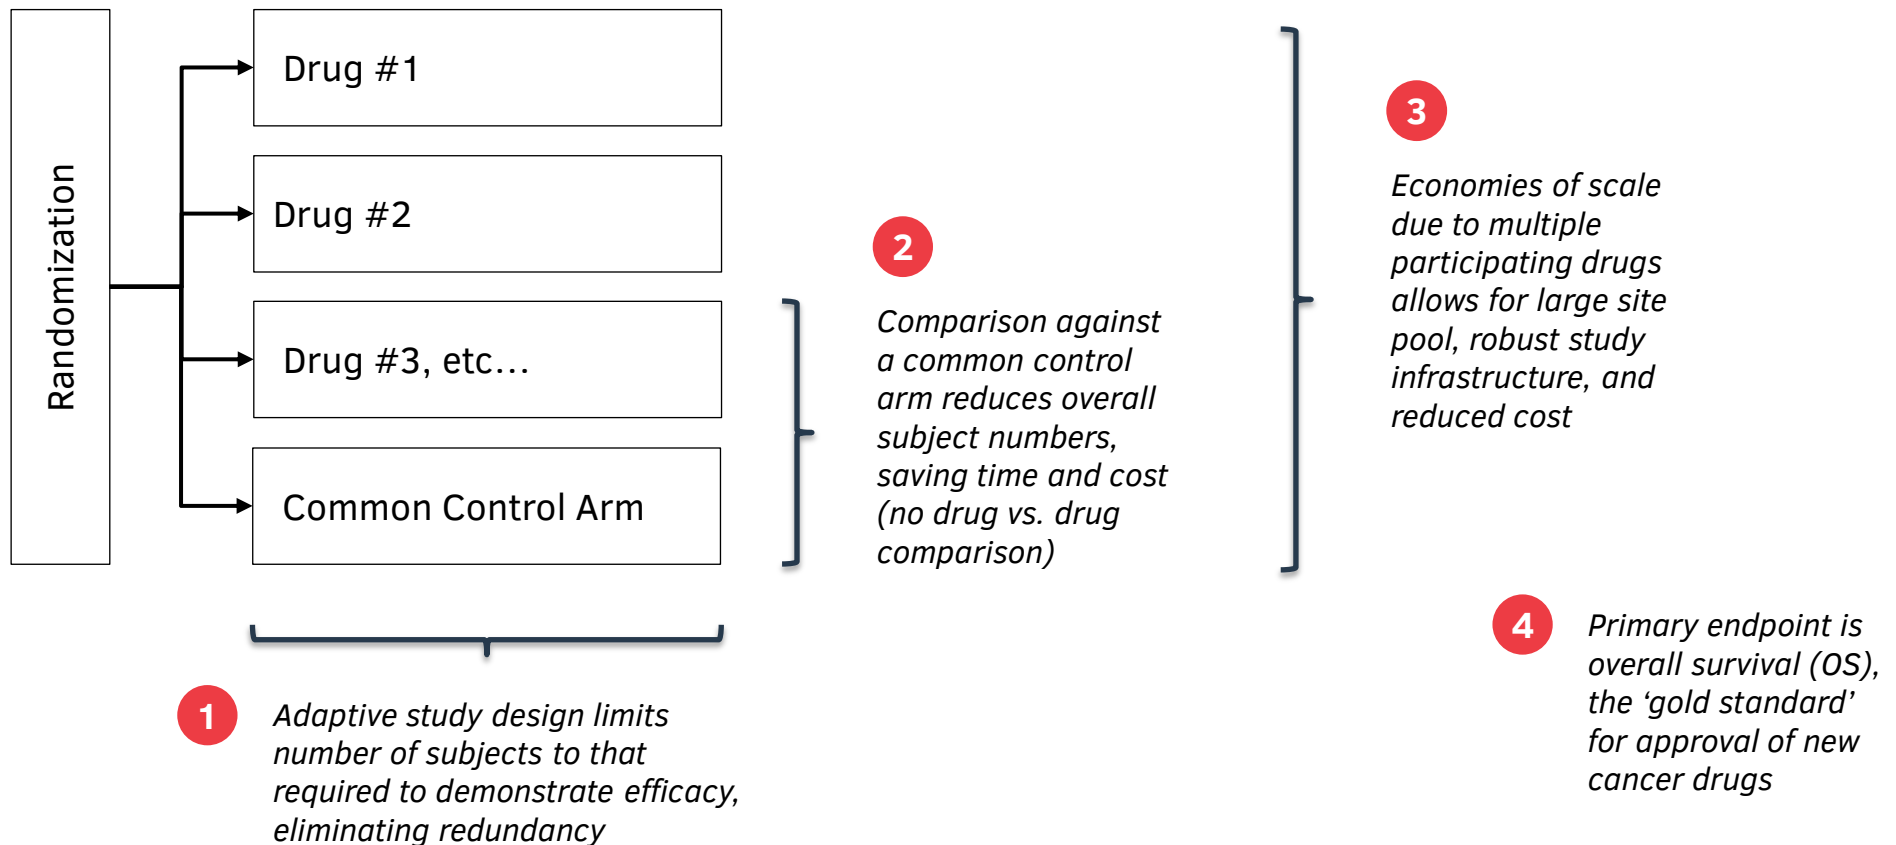 Randomization
Drug #1
Drug #2
Drug #3, etc...
Common Control Arm
1
Adaptive study design limits
number of subjects to that
required to demonstrate efficacy,
eliminating redundancy
2
Comparison against
a common control
arm reduces overall
subject numbers,
saving time and cost
(no drug vs. drug
comparison)
3
Economies of scale
due to multiple
participating drugs
allows for large site
pool, robust study
infrastructure, and
reduced cost
4
Primary endpoint is
overall survival (OS),
the ‘gold standard’
for approval of new
cancer drugs